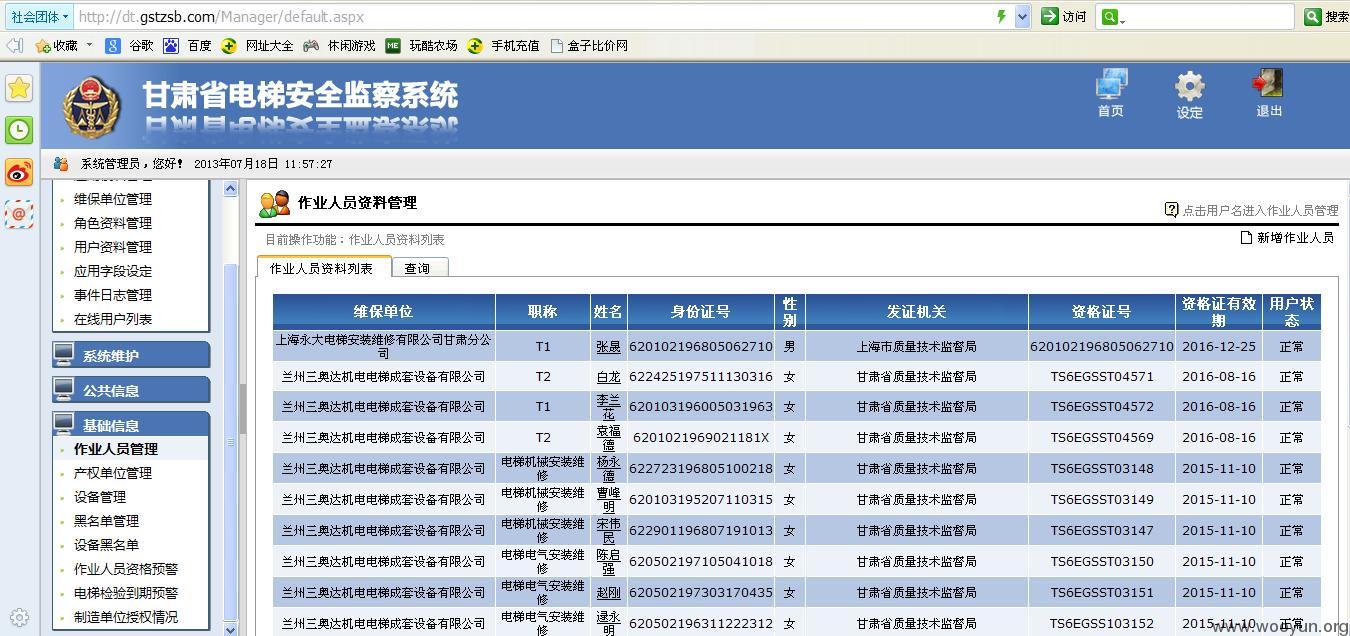 社会团体 http://dt.gstzsb.com/Manager/default.aspx 访问 搜索
收藏 谷歌 百度 网址大全 休闲游戏 玩酷农场 手机充值 盒子比价网
甘肃省电梯安全监察系统
首页 设定 退出
系统管理员，您好！ 2013年07月18日 11:57:27
维保单位管理
角色资料管理
用户资料管理
应用字段设定
事件日志管理
在线用户列表
系统维护
公共信息
基础信息
作业人员管理
产权单位管理
设备管理
黑名单管理
设备黑名单
作业人员资格预警
电梯检验到期预警
制造单位授权情况
作业人员资料管理
点击用户名进入作业人员管理
目前操作功能：作业人员资料列表
新增作业人员
作业人员资料列表 查询
维保单位 职称 姓名 身份证号 性别 发证机关 资格证号 资格证有效期 用户状态
上海永大电梯安装维修有限公司甘肃分公司 T1 张晟 620102196805062710 男 上海市质量技术监督局 620102196805062710 2016-12-25 正常
兰州三奥达机电电梯成套设备有限公司 T2 白龙 622425197511130316 女 甘肃省质量技术监督局 TS6EGSST04571 2016-08-16 正常
兰州三奥达机电电梯成套设备有限公司 T1 李兰花 620103196005031963 女 甘肃省质量技术监督局 TS6EGSST04572 2016-08-16 正常
兰州三奥达机电电梯成套设备有限公司 T2 袁福德 6201021969021181X 女 甘肃省质量技术监督局 TS6EGSST04569 2016-08-16 正常
兰州三奥达机电电梯成套设备有限公司 电梯机械安装维修 杨永德 622723196805100218 女 甘肃省质量技术监督局 TS6EGSST03148 2015-11-10 正常
兰州三奥达机电电梯成套设备有限公司 电梯机械安装维修 曹峰明 620103195207110315 女 甘肃省质量技术监督局 TS6EGSST03149 2015-11-10 正常
兰州三奥达机电电梯成套设备有限公司 电梯机械安装维修 宋伟民 622901196807191013 女 甘肃省质量技术监督局 TS6EGSST03147 2015-11-10 正常
兰州三奥达机电电梯成套设备有限公司 电梯电气安装维修 陈启强 620502197105041018 女 甘肃省质量技术监督局 TS6EGSST03150 2015-11-10 正常
兰州三奥达机电电梯成套设备有限公司 电梯电气安装维修 赵刚 620502197303170435 女 甘肃省质量技术监督局 TS6EGSST03151 2015-11-10 正常
兰州三奥达机电电梯成套设备有限公司 电梯电气安装维修 逯永明 620502196311222312 女 甘肃省质量技术监督局 TS6EGSS103152 2015-11-10 正常
www.wooyun.org